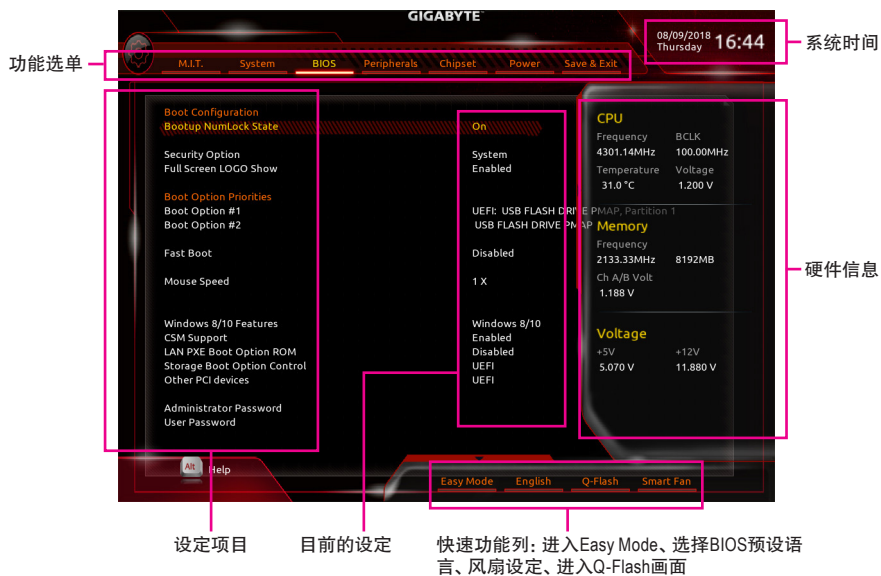 GIGABYTE
08/09/2018
Thursday
16:44
系统时间
功能选单
M.I.T. System BIOS Peripherals Chipset Power Save & Exit
Boot Configuration
Bootup NumLock State On
Security Option System
Full Screen LOGO Show Enabled
Boot Option Priorities
Boot Option #1 UEFI: USB FLASH DRIVE PMAP, Partition 1
Boot Option #2 USB FLASH DRIVE PMAP
Fast Boot Disabled
Mouse Speed 1 X
Windows 8/10 Features Windows 8/10
CSM Support Enabled
LAN PXE Boot Option ROM Disabled
Storage Boot Option Control UEFI
Other PCI devices UEFI
Administrator Password
User Password
CPU
Frequency BCLK
4301.14MHz 100.00MHz
Temperature Voltage
31.0 °C 1.200 V
Memory
Frequency
2133.33MHz 8192MB
Ch A/B Volt
1.188 V
Voltage
+5V +12V
5.070 V 11.880 V
硬件信息
Alt Help
Easy Mode English Q-Flash Smart Fan
设定项目
目前的设定
快速功能列: 进入Easy Mode、选择BIOS预设语
言、风扇设定、进入Q-Flash画面